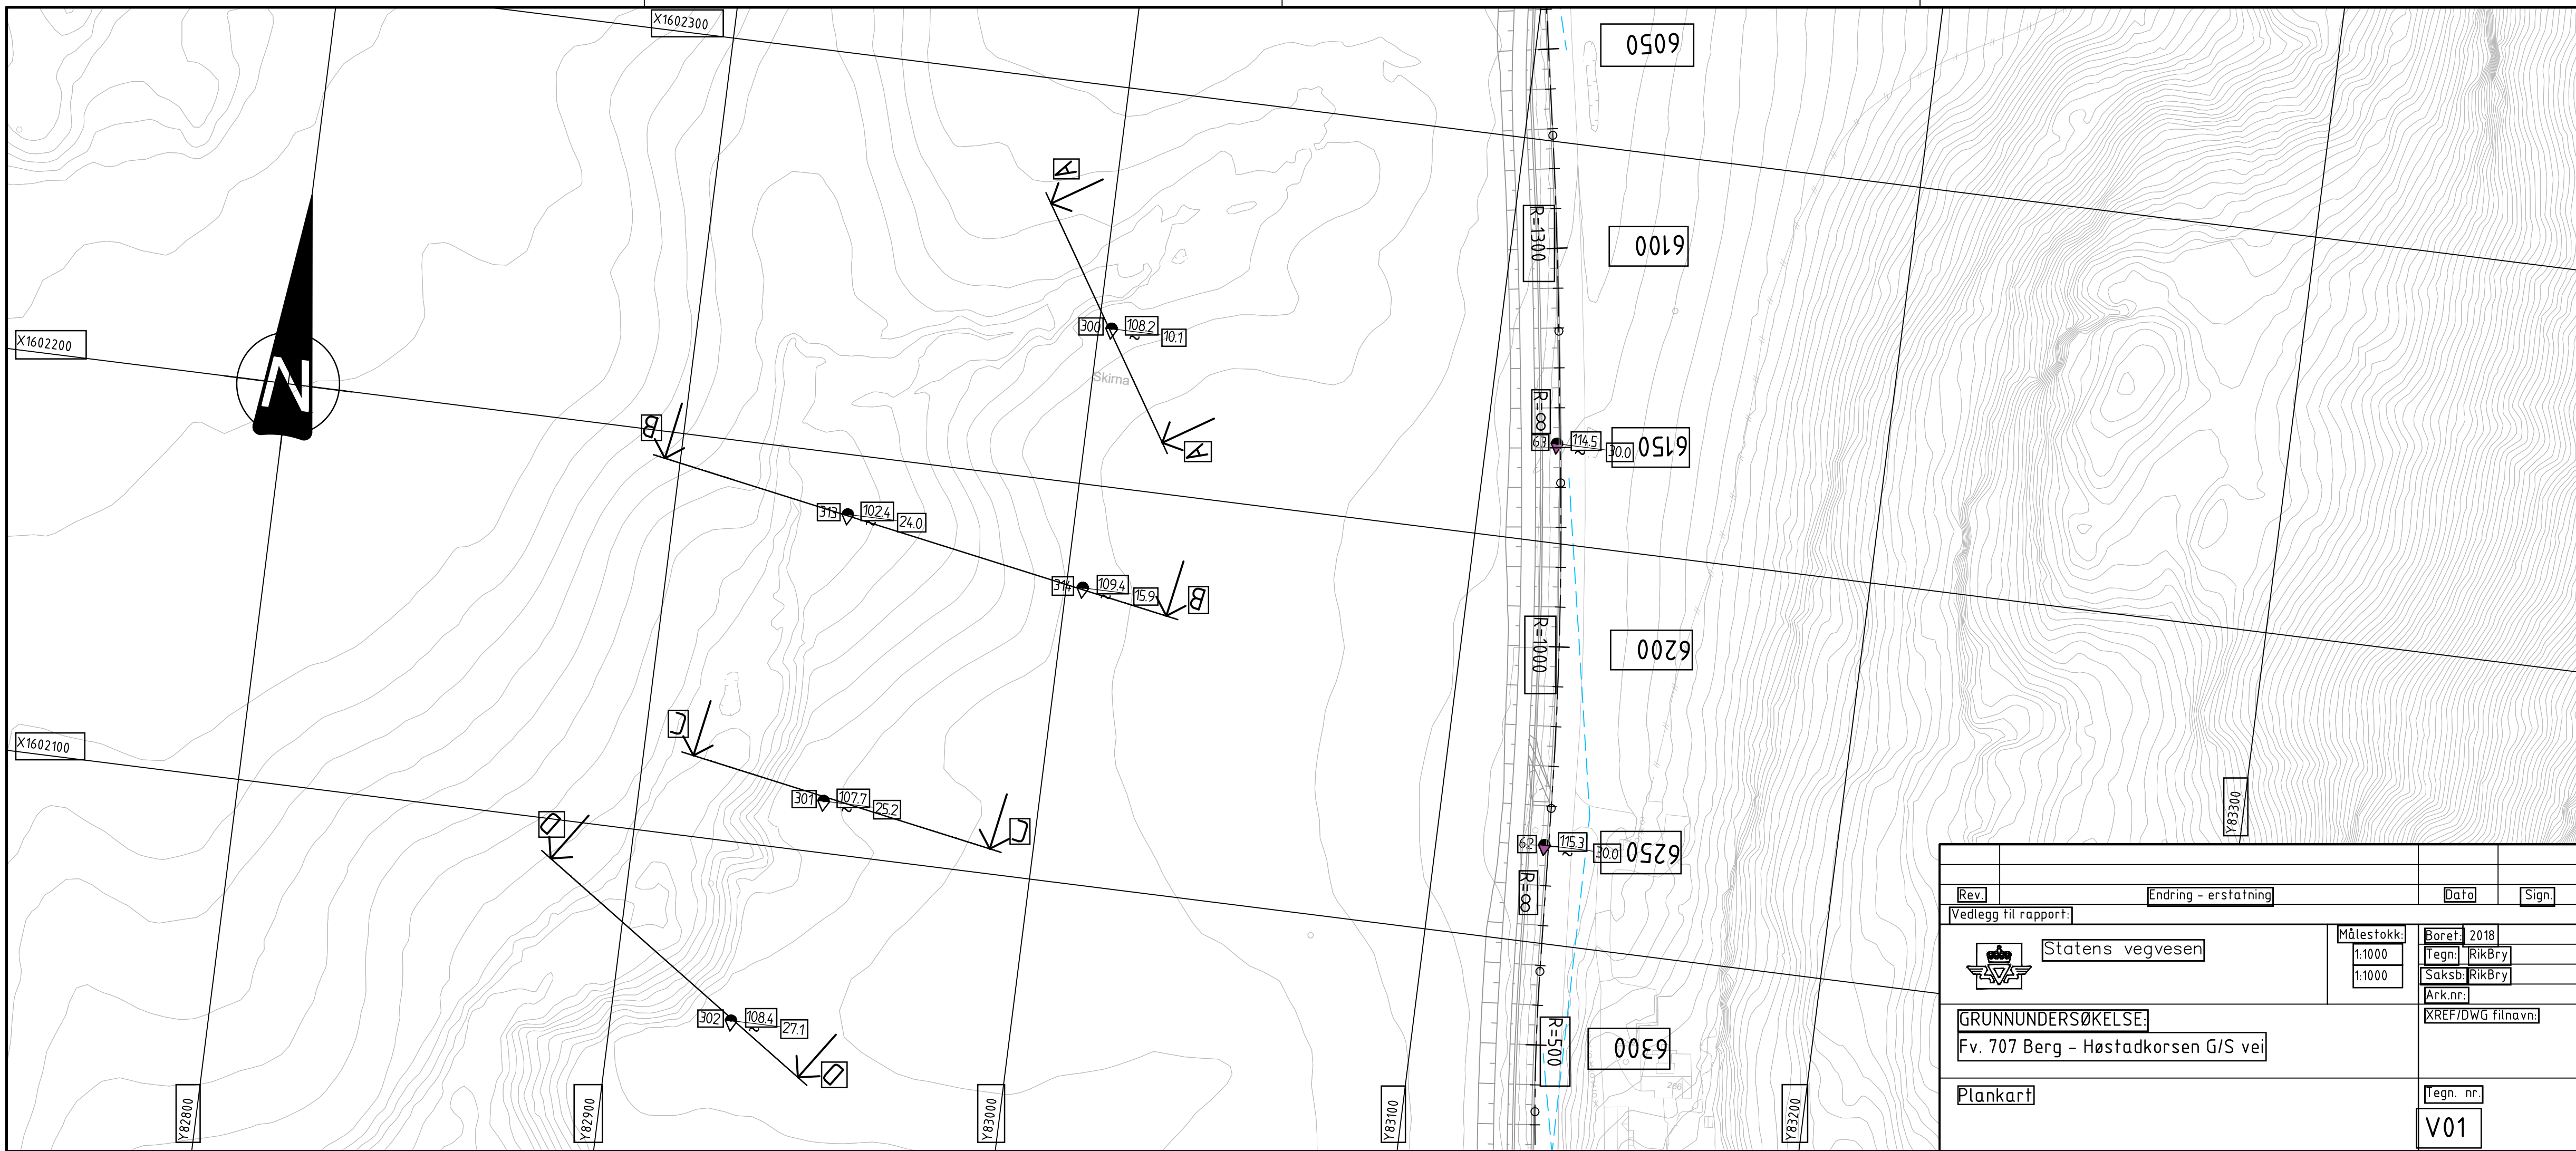 X1602300
6050
A
R=1300
6100
300 108.2 10.1
X1602200
Skirna
N
R=∞
B
A
63 114.5 30.0 6150
313 102.4 24.0
314 109.4 15.9 B
R=1000
6200
C
X1602100
Y83300
301 107.7 25.2
D
C
62 115.3 30.0 6250
R=∞
Rev. Endring - erstatning Dato Sign.
Vedlegg til rapport:
Statens vegvesen
Målestokk:
1:1000
1:1000
Boret: 2018
Tegn: RikBry
Saksb: RikBry
Ark.nr:
302 108.4 27.1
R=500
6300
D
266
GRUNNUNDERSØKELSE:
Fv. 707 Berg - Høstadkorsen G/S vei
XREF/DWG filnavn:
Plankart
Tegn. nr.
V01
Y82800
Y82900
Y83000
Y83100
Y83200